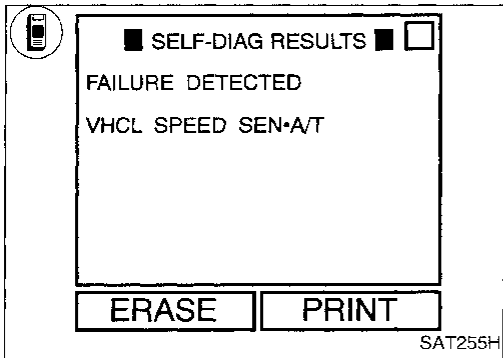 ■ SELF-DIAG RESULTS ■ □
FAILURE DETECTED
VHCL SPEED SEN•A/T
ERASE PRINT
SAT255H